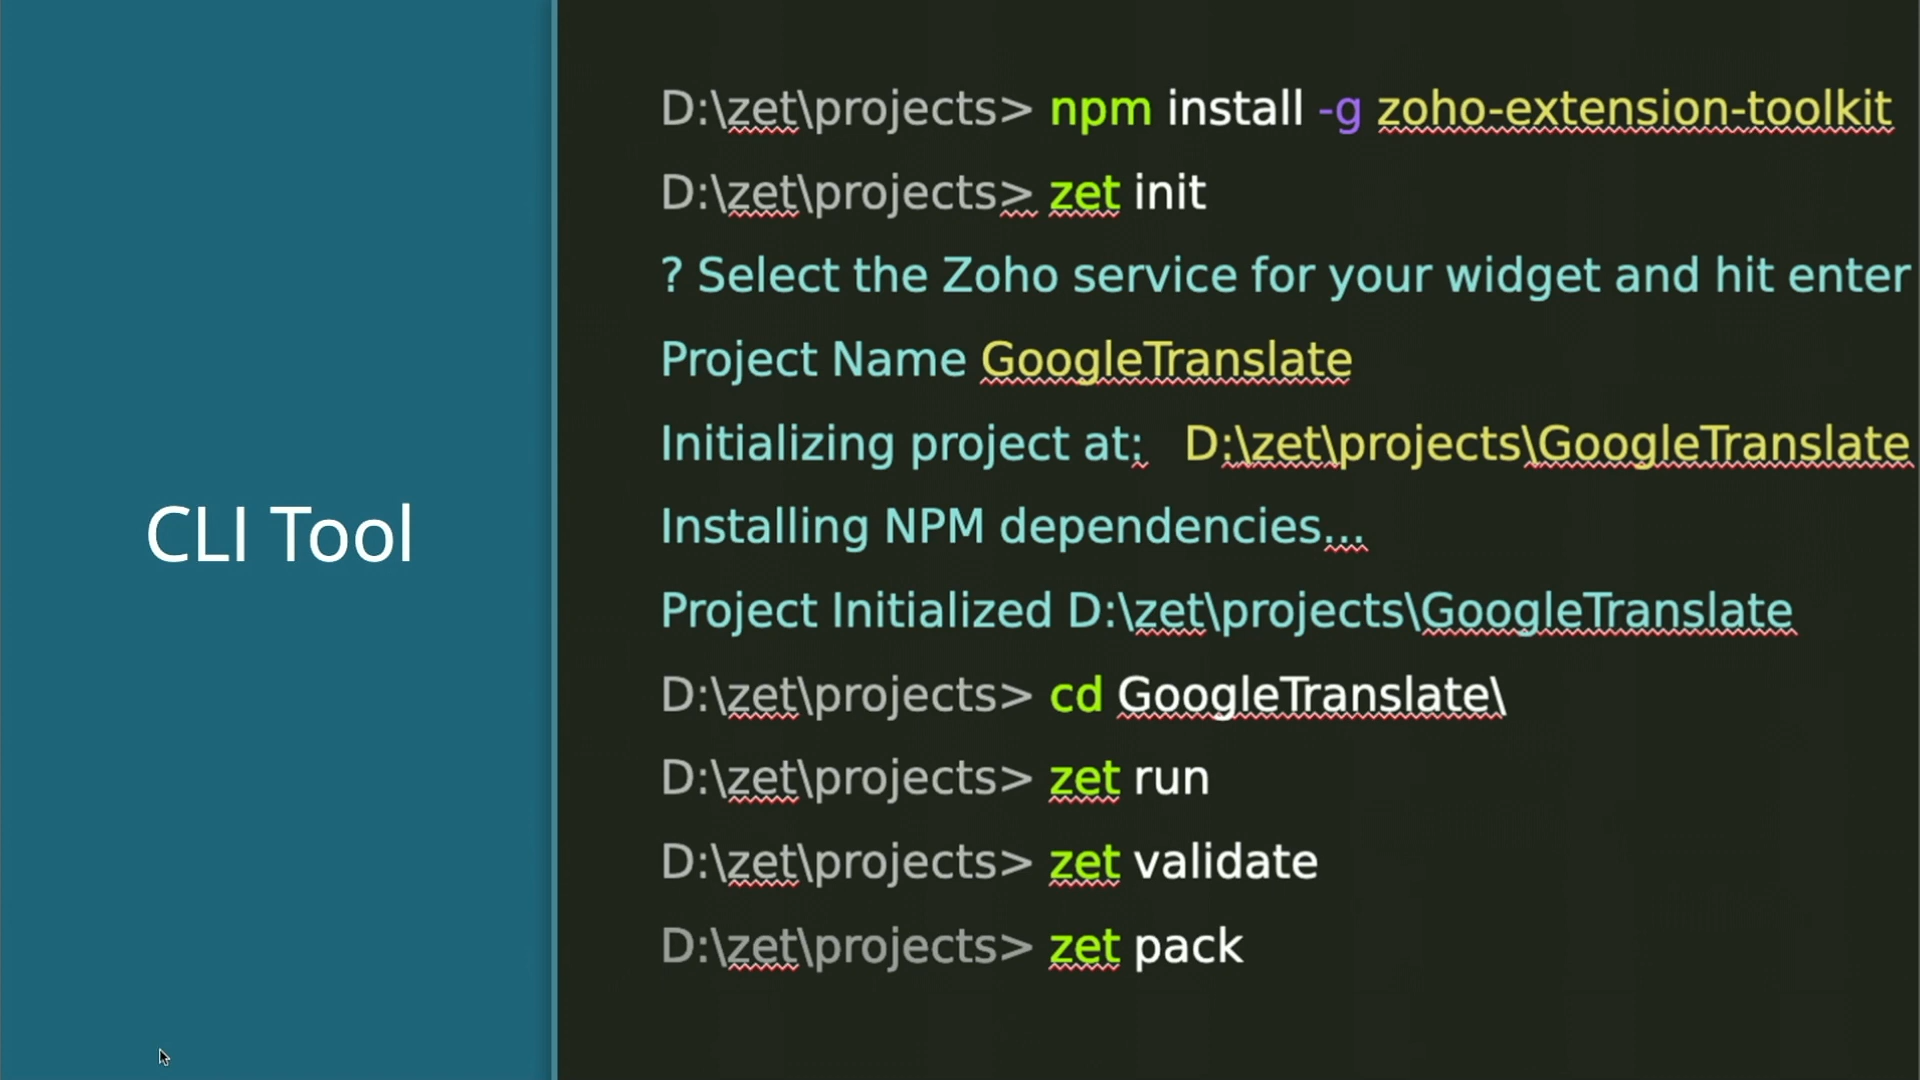 CLI Tool
D:\zet\projects> npm install -g zoho-extension-toolkit
D:\zet\projects> zet init
? Select the Zoho service for your widget and hit enter
Project Name GoogleTranslate
Initializing project at: D:\zet\projects\GoogleTranslate
Installing NPM dependencies...
Project Initialized D:\zet\projects\GoogleTranslate
D:\zet\projects> cd GoogleTranslate\
D:\zet\projects> zet run
D:\zet\projects> zet validate
D:\zet\projects> zet pack